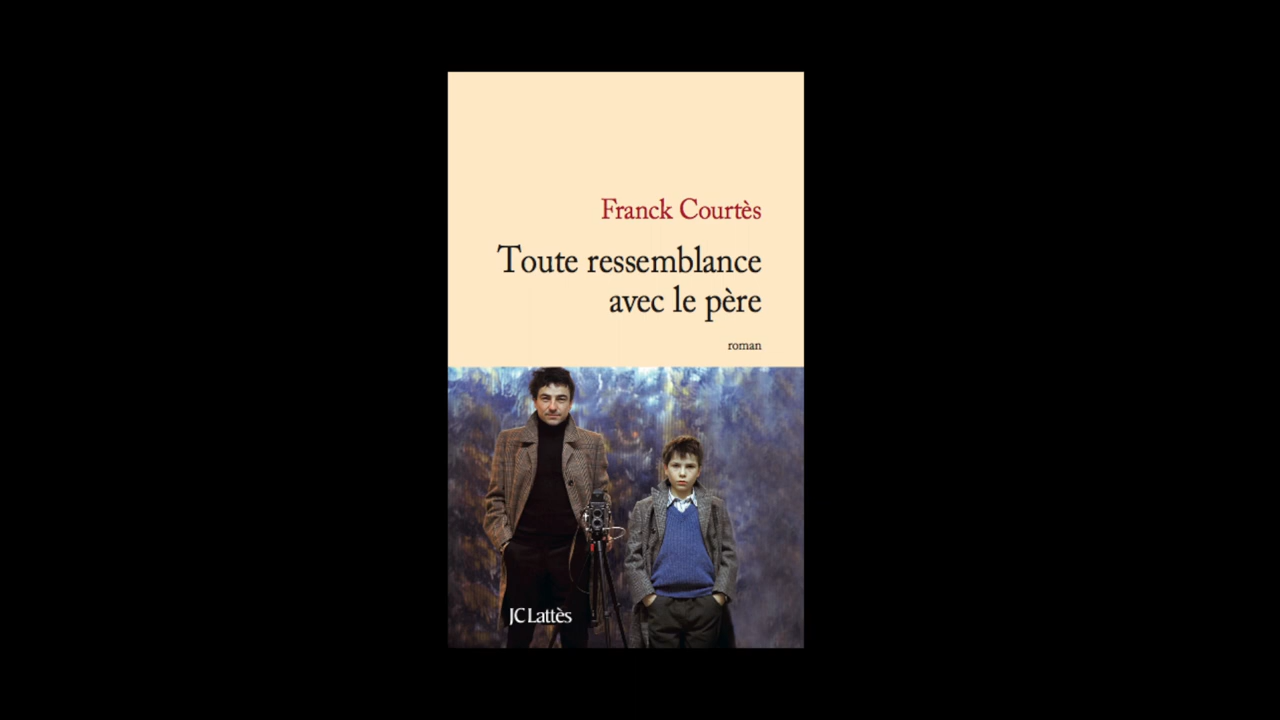 Franck Courtès
Toute ressemblance
avec le père
roman
JC Lattès